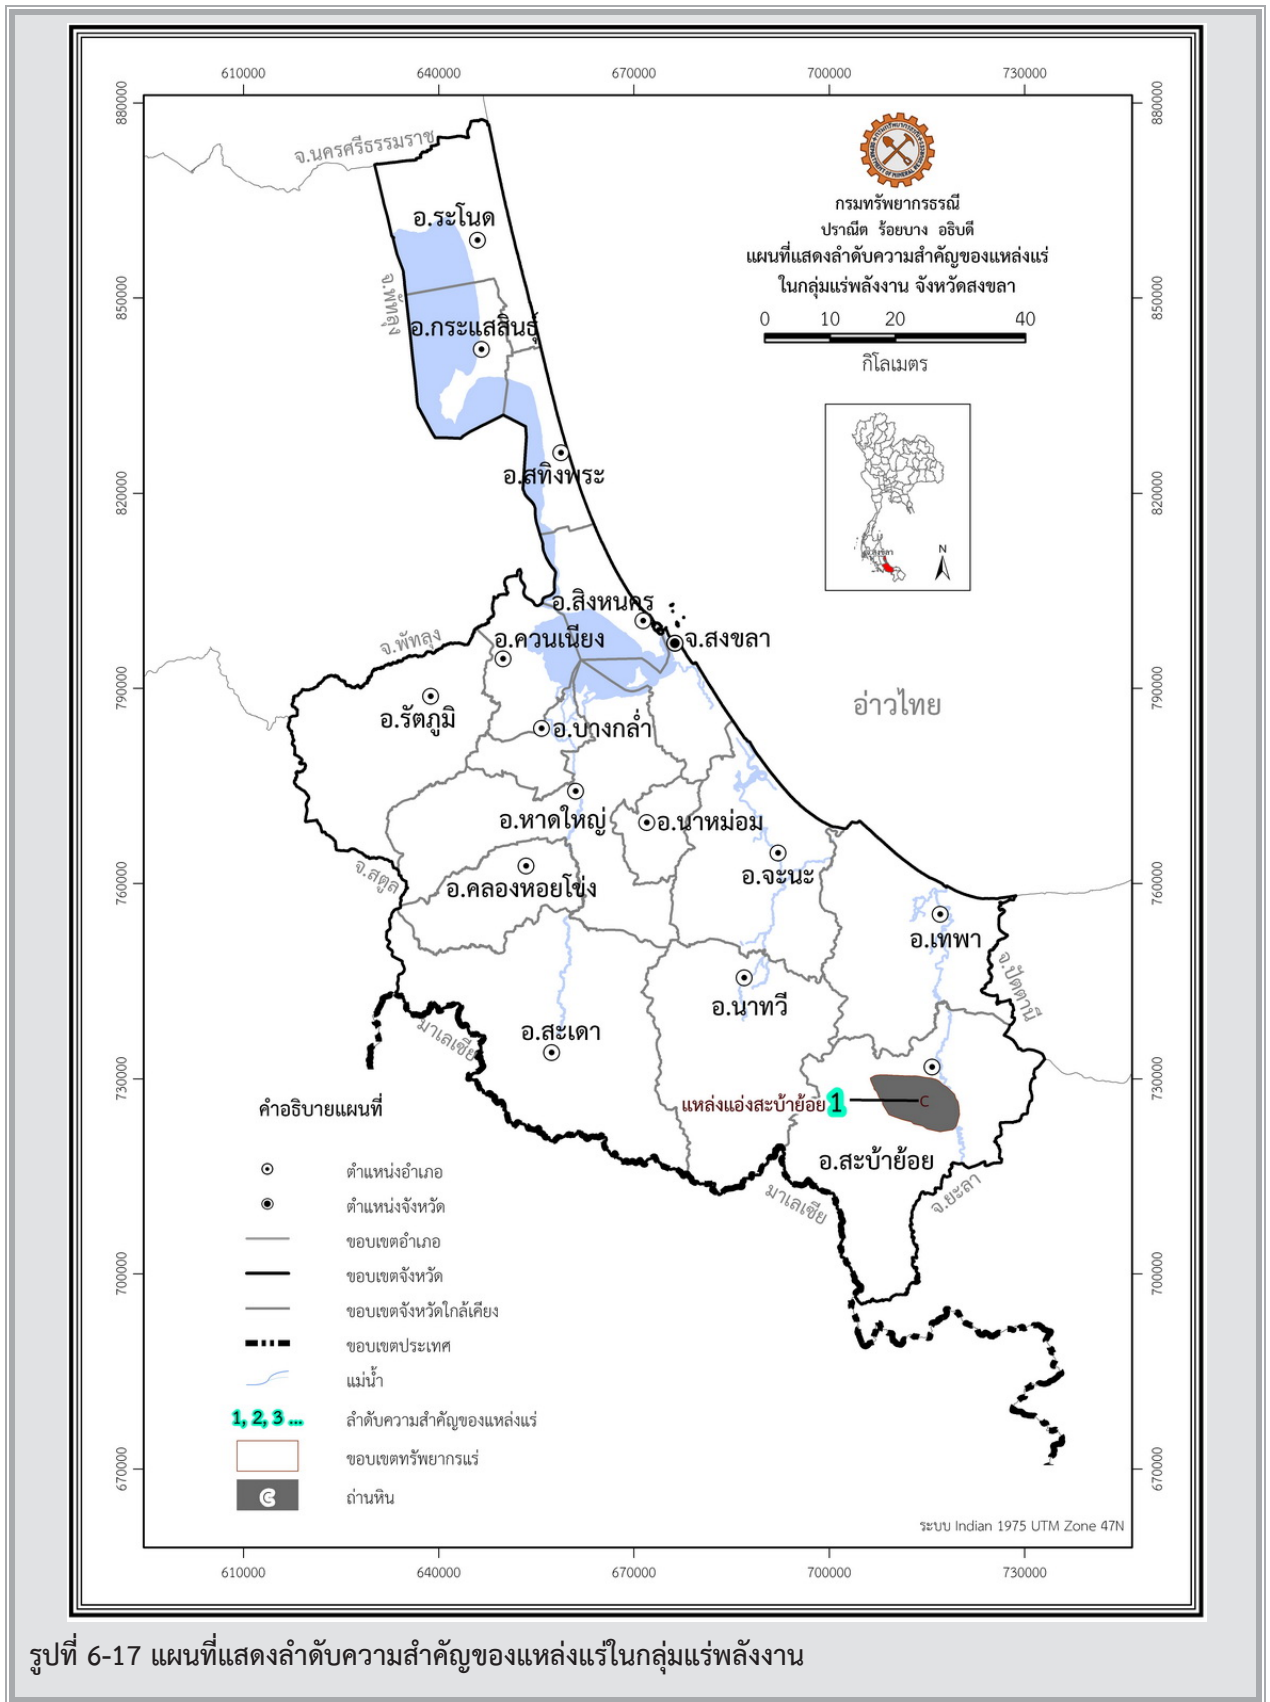 610000 640000 670000 700000 730000
880000 880000
850000 850000
820000 820000
790000 790000
760000 760000
730000 730000
700000 700000
670000 670000
กรมทรัพยากรธรณี
ปราณีต ร้อยบาง อธิบดี
แผนที่แสดงลำดับความสำคัญของแหล่งแร่
ในกลุ่มแร่พลังงาน จังหวัดสงขลา
0 10 20 40
กิโลเมตร
N
จ.สงขลา
จ.นครศรีธรรมราช
อ.ระโนด
จ.พัทลุง
อ.กระแสสินธุ์
อ.สทิงพระ
อ.สิงหนคร
จ.พัทลุง
อ.ควนเนียง
จ.สงขลา
อ.รัตภูมิ
อ.บางกล่ำ
อ่าวไทย
อ.หาดใหญ่
อ.นาหม่อม
จ.สตูล
อ.คลองหอยโข่ง
อ.จะนะ
อ.เทพา
จ.ปัตตานี
อ.นาทวี
มาเลเซีย
อ.สะเดา
แหล่งแอ่งสะบ้าย้อย 1
C
อ.สะบ้าย้อย
มาเลเซีย
จ.ยะลา
คำอธิบายแผนที่
ตำแหน่งอำเภอ
ตำแหน่งจังหวัด
ขอบเขตอำเภอ
ขอบเขตจังหวัด
ขอบเขตจังหวัดใกล้เคียง
ขอบเขตประเทศ
แม่น้ำ
1, 2, 3 ... ลำดับความสำคัญของแหล่งแร่
ขอบเขตทรัพยากรแร่
C ถ่านหิน
ระบบ Indian 1975 UTM Zone 47N
610000 640000 670000 700000 730000
รูปที่ 6-17 แผนที่แสดงลำดับความสำคัญของแหล่งแร่ในกลุ่มแร่พลังงาน